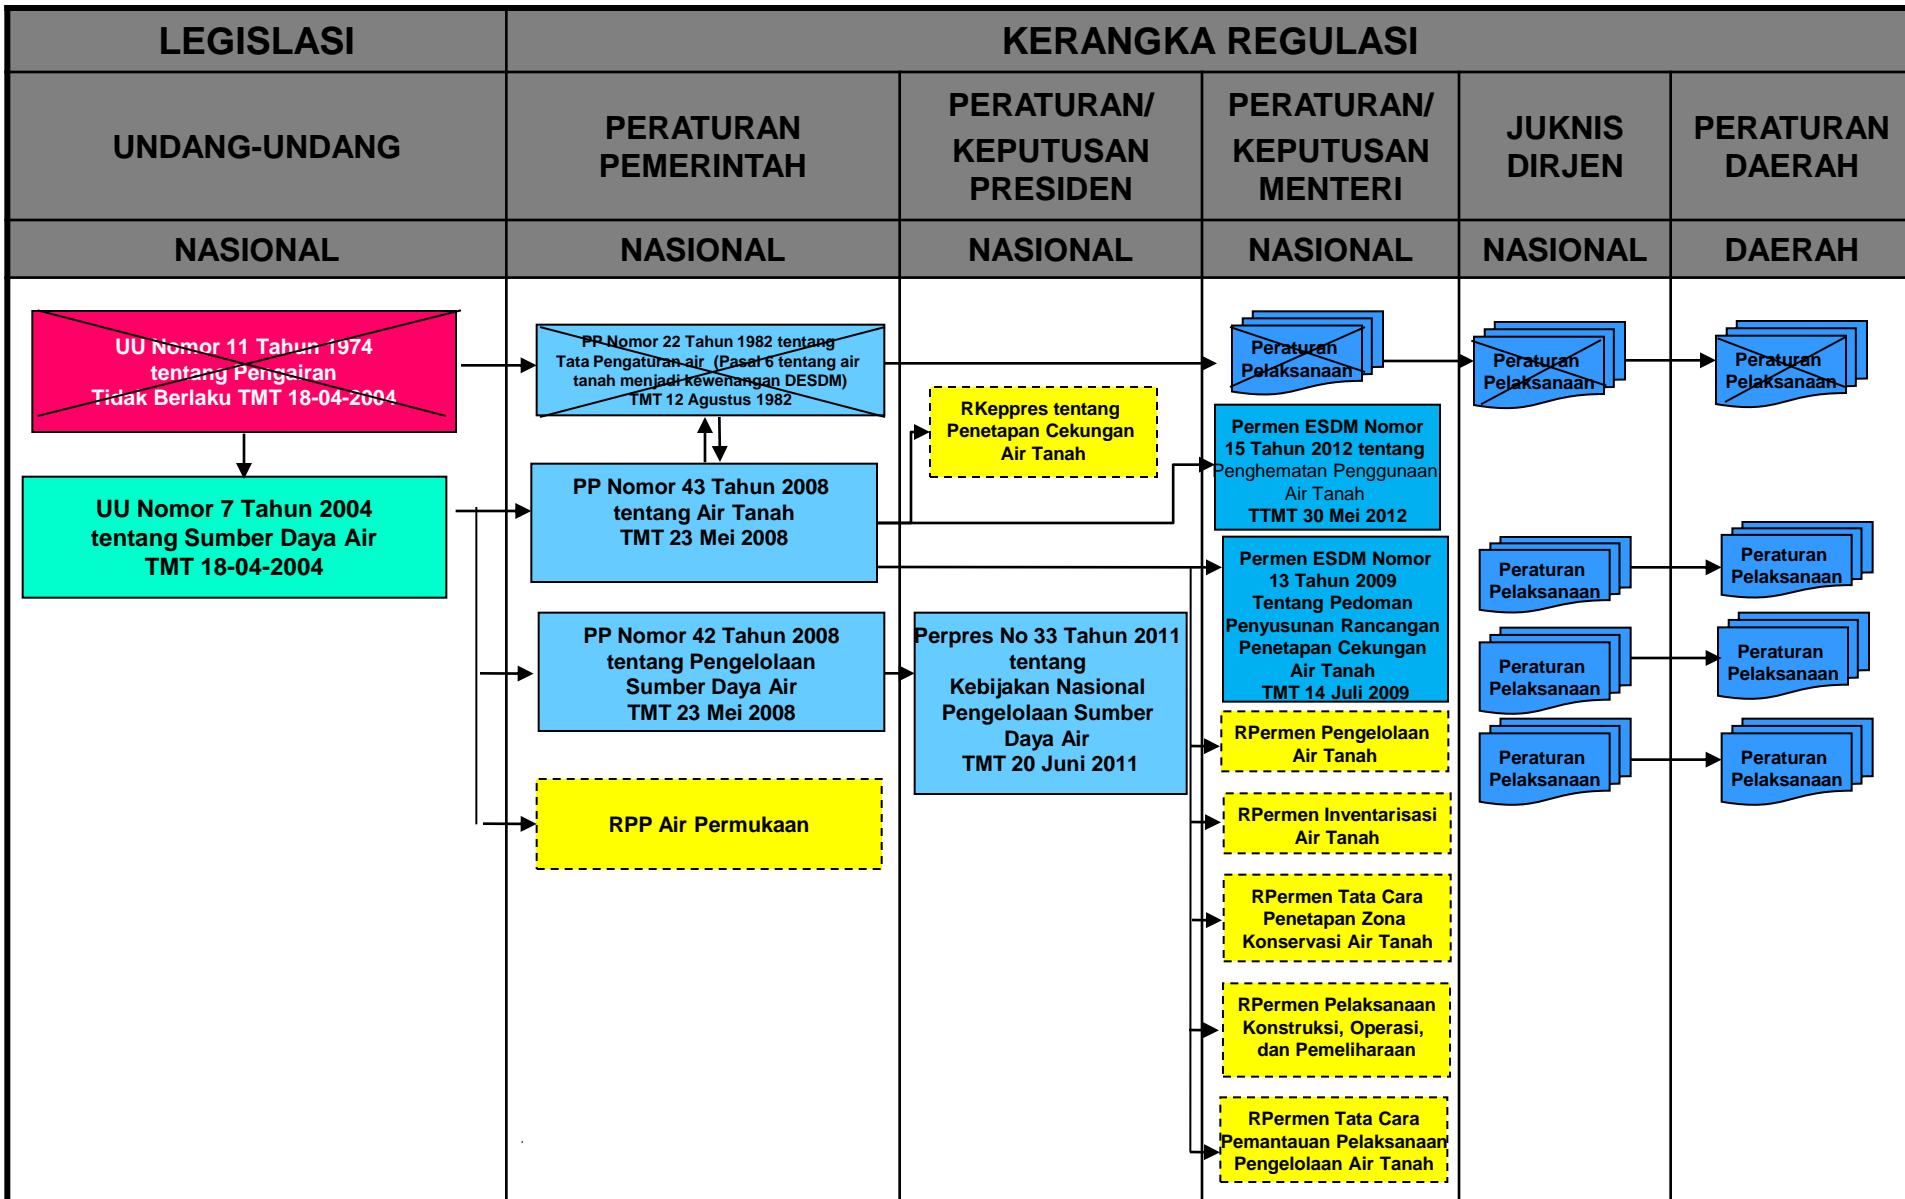 LEGISLASI
KERANGKA REGULASI
UNDANG-UNDANG
PERATURAN
PEMERINTAH
PERATURAN/
KEPUTUSAN
PRESIDEN
PERATURAN/
KEPUTUSAN
MENTERI
JUKNIS
DIRJEN
PERATURAN
DAERAH
NASIONAL
NASIONAL
NASIONAL
NASIONAL
NASIONAL
DAERAH
UU Nomor 11 Tahun 1974
tentang Pengairan
Tidak Berlaku TMT 18-04-2004
UU Nomor 7 Tahun 2004
tentang Sumber Daya Air
TMT 18-04-2004
PP Nomor 22 Tahun 1982 tentang
Tata Pengaturan air (Pasal 6 tentang air
tanah menjadi kewenangan DESDM)
TMT 12 Agustus 1982
PP Nomor 43 Tahun 2008
tentang Air Tanah
TMT 23 Mei 2008
PP Nomor 42 Tahun 2008
tentang Pengelolaan
Sumber Daya Air
TMT 23 Mei 2008
RPP Air Permukaan
RKeppres tentang
Penetapan Cekungan
Air Tanah
Perpres No 33 Tahun 2011
tentang
Kebijakan Nasional
Pengelolaan Sumber
Daya Air
TMT 20 Juni 2011
Peraturan
Pelaksanaan
Permen ESDM Nomor
15 Tahun 2012 tentang
Penghematan Penggunaan
Air Tanah
TTMT 30 Mei 2012
Permen ESDM Nomor
13 Tahun 2009
Tentang Pedoman
Penyusunan Rancangan
Penetapan Cekungan
Air Tanah
TMT 14 Juli 2009
RPermen Pengelolaan
Air Tanah
RPermen Inventarisasi
Air Tanah
RPermen Tata Cara
Penetapan Zona
Konservasi Air Tanah
RPermen Pelaksanaan
Konstruksi, Operasi,
dan Pemeliharaan
RPermen Tata Cara
Pemantauan Pelaksanaan
Pengelolaan Air Tanah
Peraturan
Pelaksanaan
Peraturan
Pelaksanaan
Peraturan
Pelaksanaan
Peraturan
Pelaksanaan
Peraturan
Pelaksanaan
Peraturan
Pelaksanaan
Peraturan
Pelaksanaan
Peraturan
Pelaksanaan